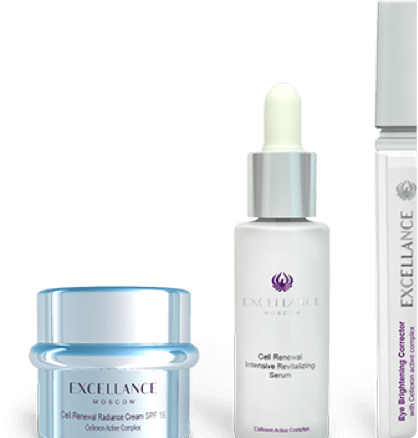 EXCELLANCE
MOSCOW
Cell Renewal Radiance Cream SPF 15
Cellexon Active Complex
EXCELLANCE
MOSCOW
Cell Renewal
Intensive Revitalizing
Serum
Cellexon Active Complex
EXCELLANCE
Eye Brightening Corrector
with Cellexon active complex